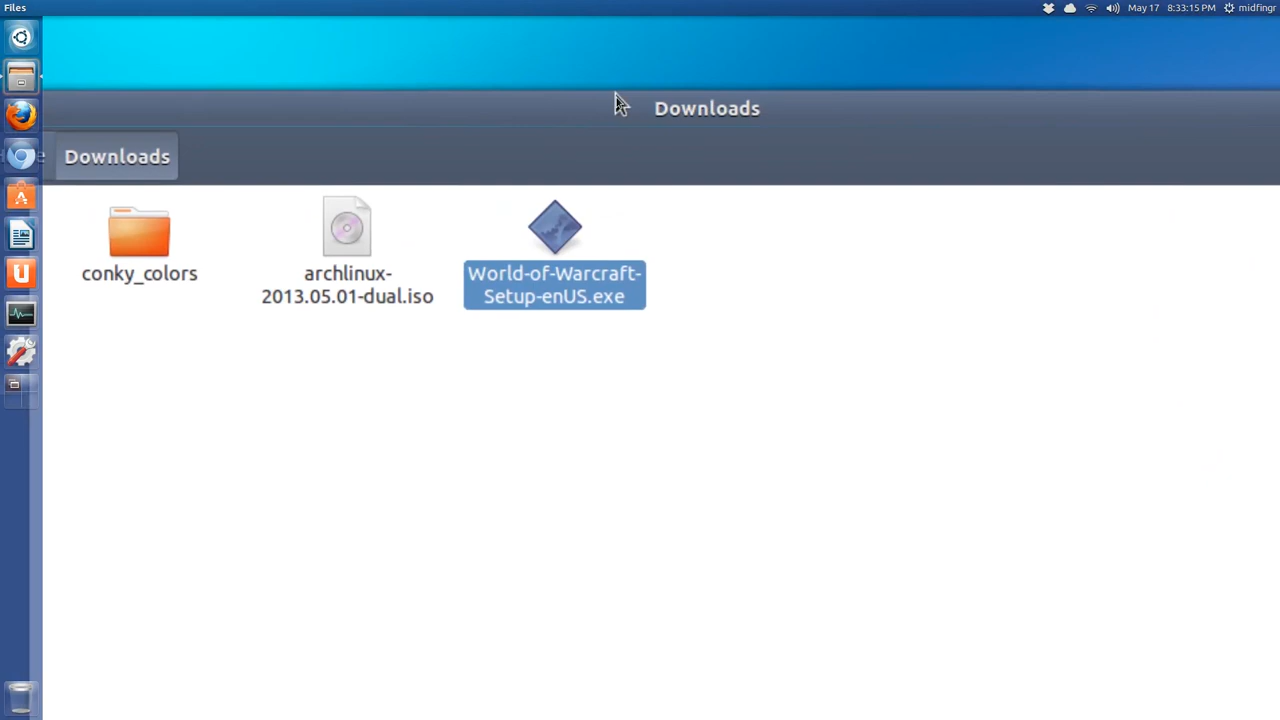 Files
May 17
8:33:15 PM
midfingr
Downloads
Downloads
conky_colors
archlinux-
2013.05.01-dual.iso
World-of-Warcraft-
Setup-enUS.exe